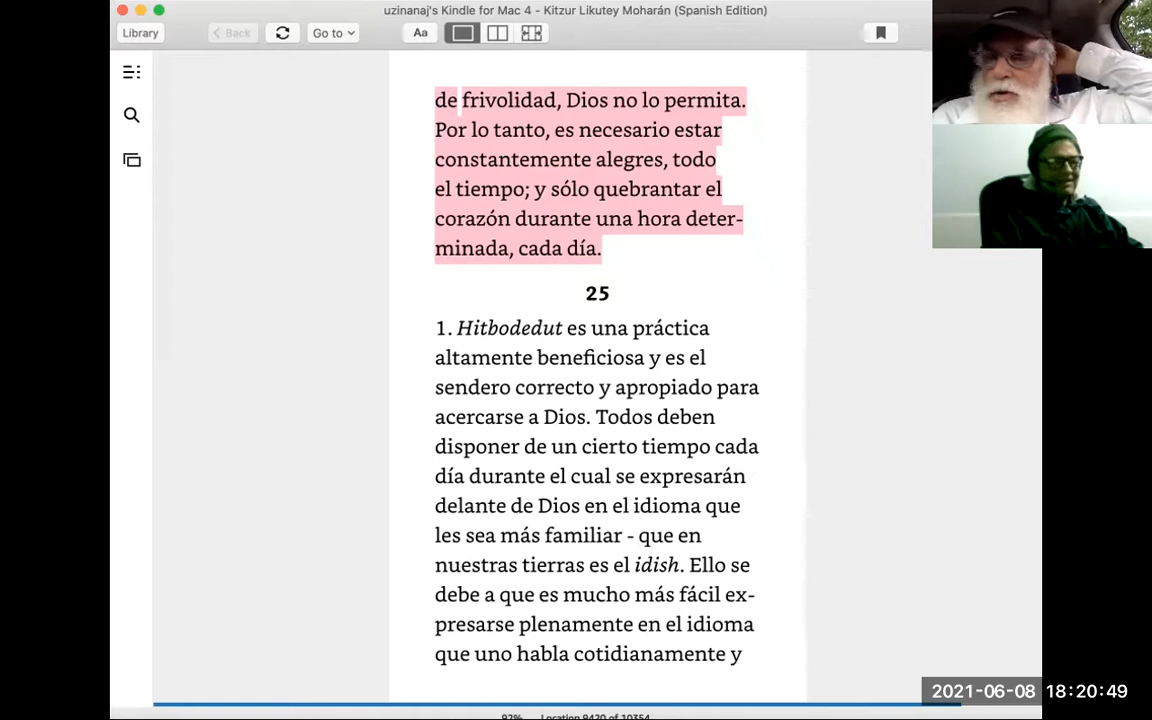 uzinanaj's Kindle for Mac 4 - Kitzur Likutey Moharán (Spanish Edition)
Library
Back
Go to
Aa
de frivolidad, Dios no lo permita.
Por lo tanto, es necesario estar
constantemente alegres, todo
el tiempo; y sólo quebrantar el
corazón durante una hora deter-
minada, cada día.
25
1. Hitbodedut es una práctica
altamente beneficiosa y es el
sendero correcto y apropiado para
acercarse a Dios. Todos deben
disponer de un cierto tiempo cada
día durante el cual se expresarán
delante de Dios en el idioma que
les sea más familiar - que en
nuestras tierras es el idish. Ello se
debe a que es mucho más fácil ex-
presarse plenamente en el idioma
que uno habla cotidianamente y
2021-06-08 18:20:49
92% Location 9420 of 10354